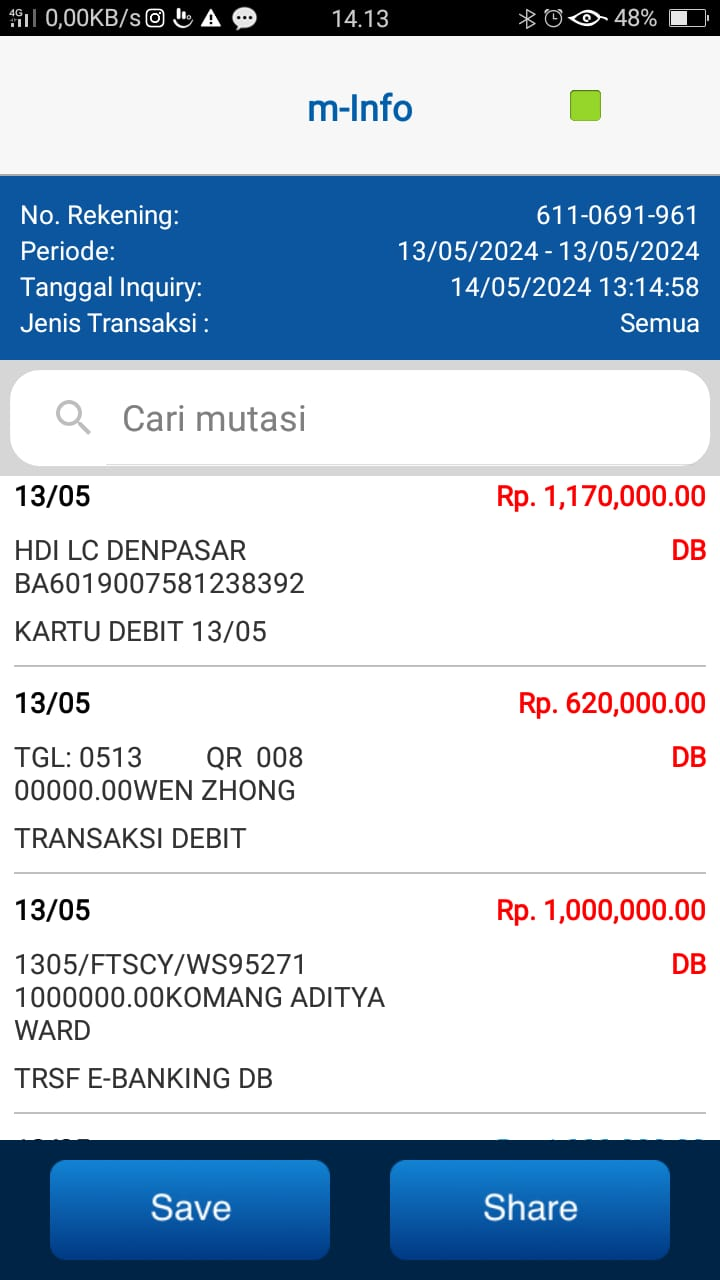 4G 0,00KB/s 14.13 48%
m-Info
No. Rekening: 611-0691-961
Periode: 13/05/2024 - 13/05/2024
Tanggal Inquiry: 14/05/2024 13:14:58
Jenis Transaksi : Semua
Cari mutasi
13/05 Rp. 1,170,000.00
HDI LC DENPASAR DB
BA6019007581238392
KARTU DEBIT 13/05
13/05 Rp. 620,000.00
TGL: 0513 QR 008 DB
00000.00WEN ZHONG
TRANSAKSI DEBIT
13/05 Rp. 1,000,000.00
1305/FTSCY/WS95271 DB
1000000.00KOMANG ADITYA
WARD
TRSF E-BANKING DB
Save Share